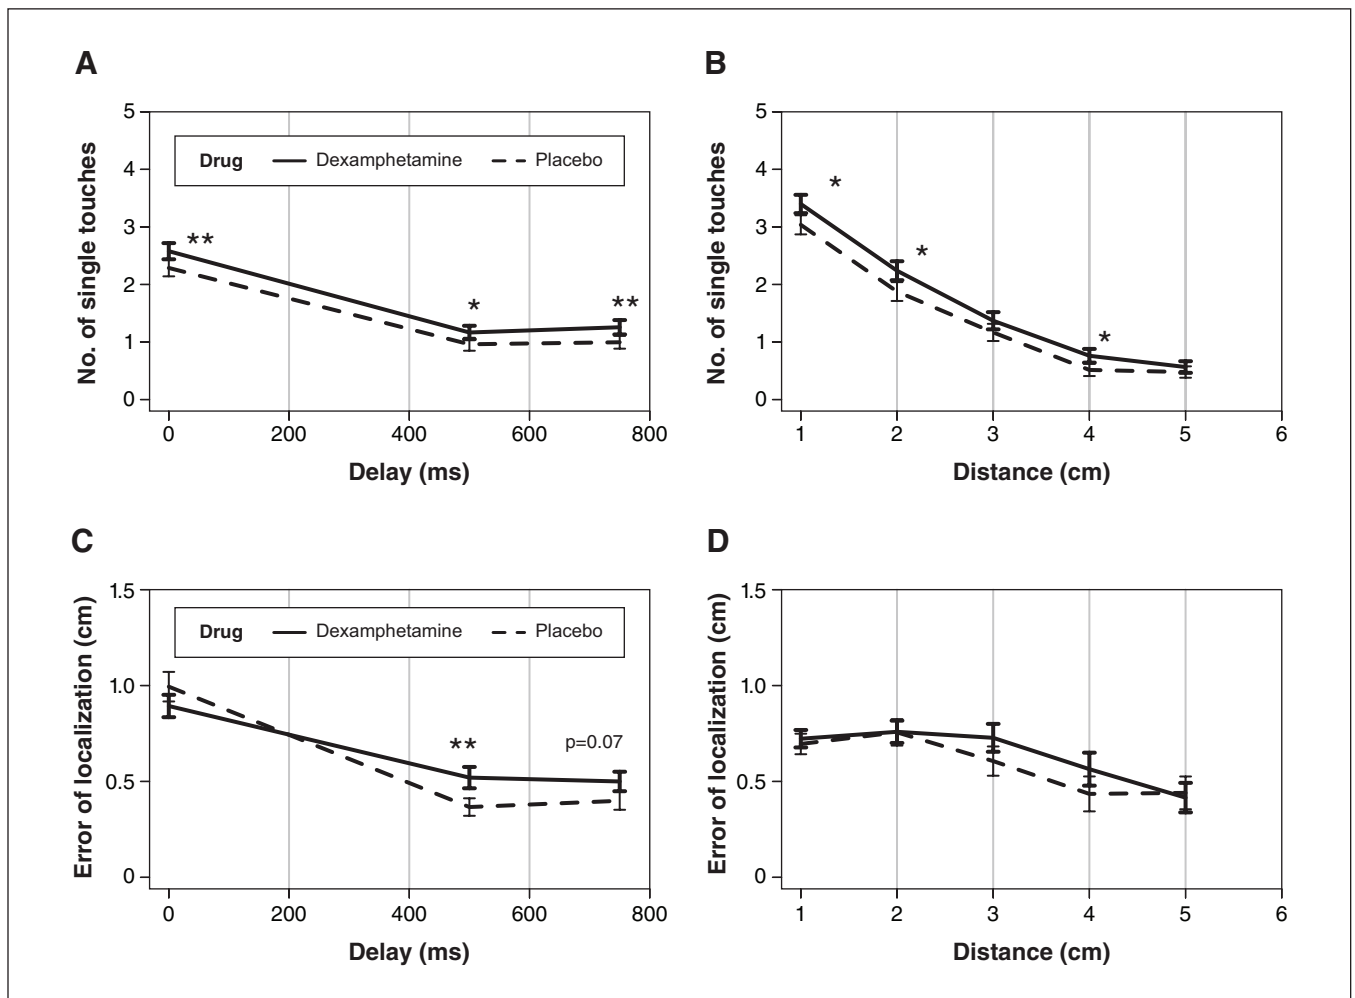 A
No. of single touches
5
4
3
2
1
0
Drug Dexamphetamine Placebo
**
*
**
0 200 400 600 800
Delay (ms)
B
No. of single touches
5
4
3
2
1
0
*
*
*
1 2 3 4 5 6
Distance (cm)
C
Error of localization (cm)
1.5
1.0
0.5
0
Drug Dexamphetamine Placebo
**
p=0.07
0 200 400 600 800
Delay (ms)
D
Error of localization (cm)
1.5
1.0
0.5
0
1 2 3 4 5 6
Distance (cm)